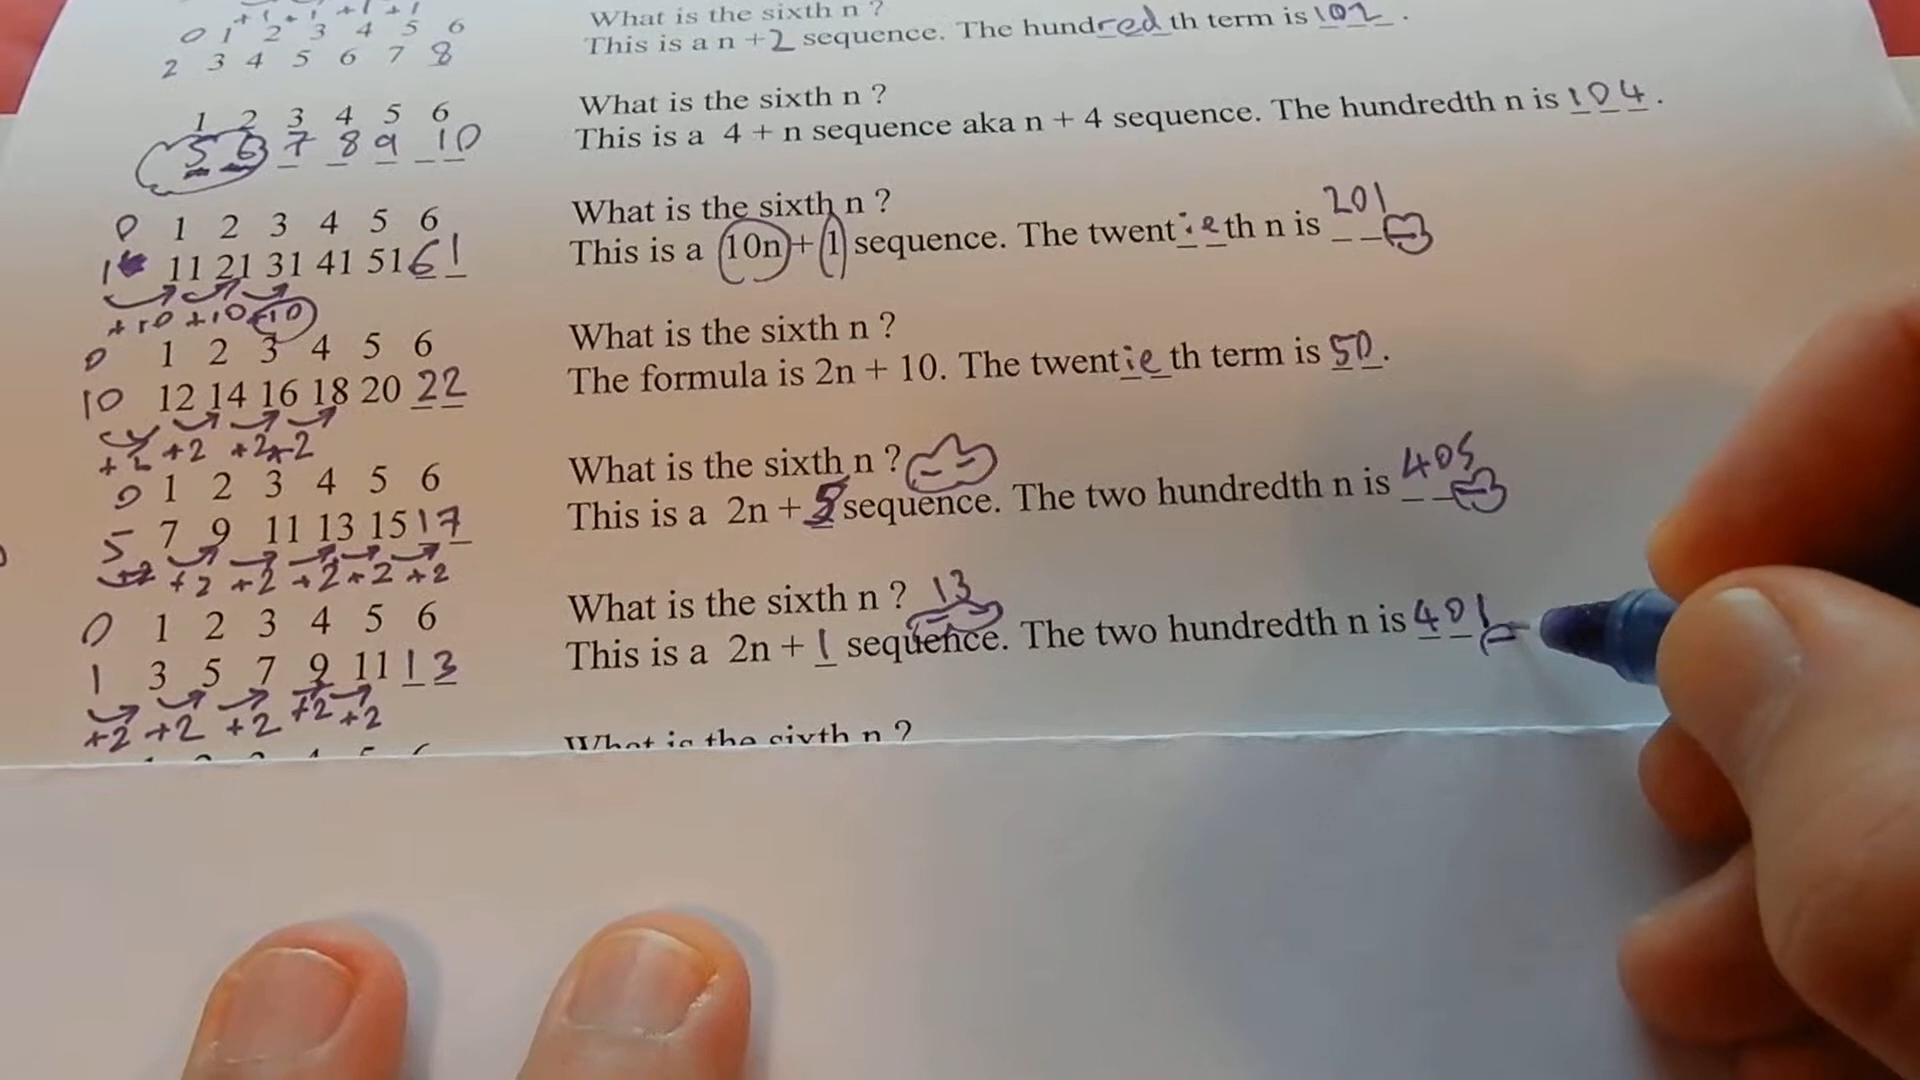 +1 +1 +1 +1
0 1 2 3 4 5 6 What is the sixth n ?
2 3 4 5 6 7 8 This is a n + 2 sequence. The hundredth term is 102.
1 2 3 4 5 6 What is the sixth n ?
5 6 7 8 9 10 This is a 4 + n sequence aka n + 4 sequence. The hundredth n is 104.
0 1 2 3 4 5 6 What is the sixth n ?
1 11 21 31 41 51 61 This is a 10n + 1 sequence. The twentieth n is 201
+10 +10 +10
0 1 2 3 4 5 6 What is the sixth n ?
10 12 14 16 18 20 22 The formula is 2n + 10. The twentieth term is 50.
+2 +2 +2 +2
0 1 2 3 4 5 6 What is the sixth n ?
5 7 9 11 13 15 17 This is a 2n + 5 sequence. The two hundredth n is 405
+2 +2 +2 +2 +2 +2
0 1 2 3 4 5 6 What is the sixth n ? 13
1 3 5 7 9 11 13 This is a 2n + 1 sequence. The two hundredth n is 401
+2 +2 +2 +2 +2
What is the sixth n ?